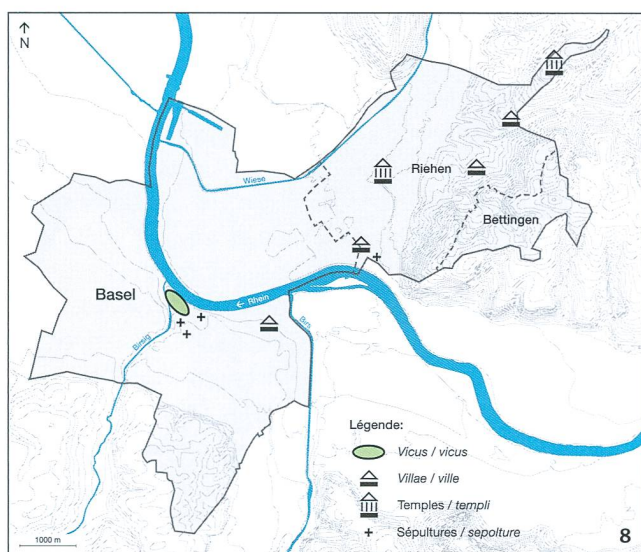 N
Wiese
Riehen
Bettingen
Basel
← Rhein
Birs
Birsig
Légende:
Vicus / vicus
Villae / ville
Temples / templi
Sépultures / sepolture
1000 m
8